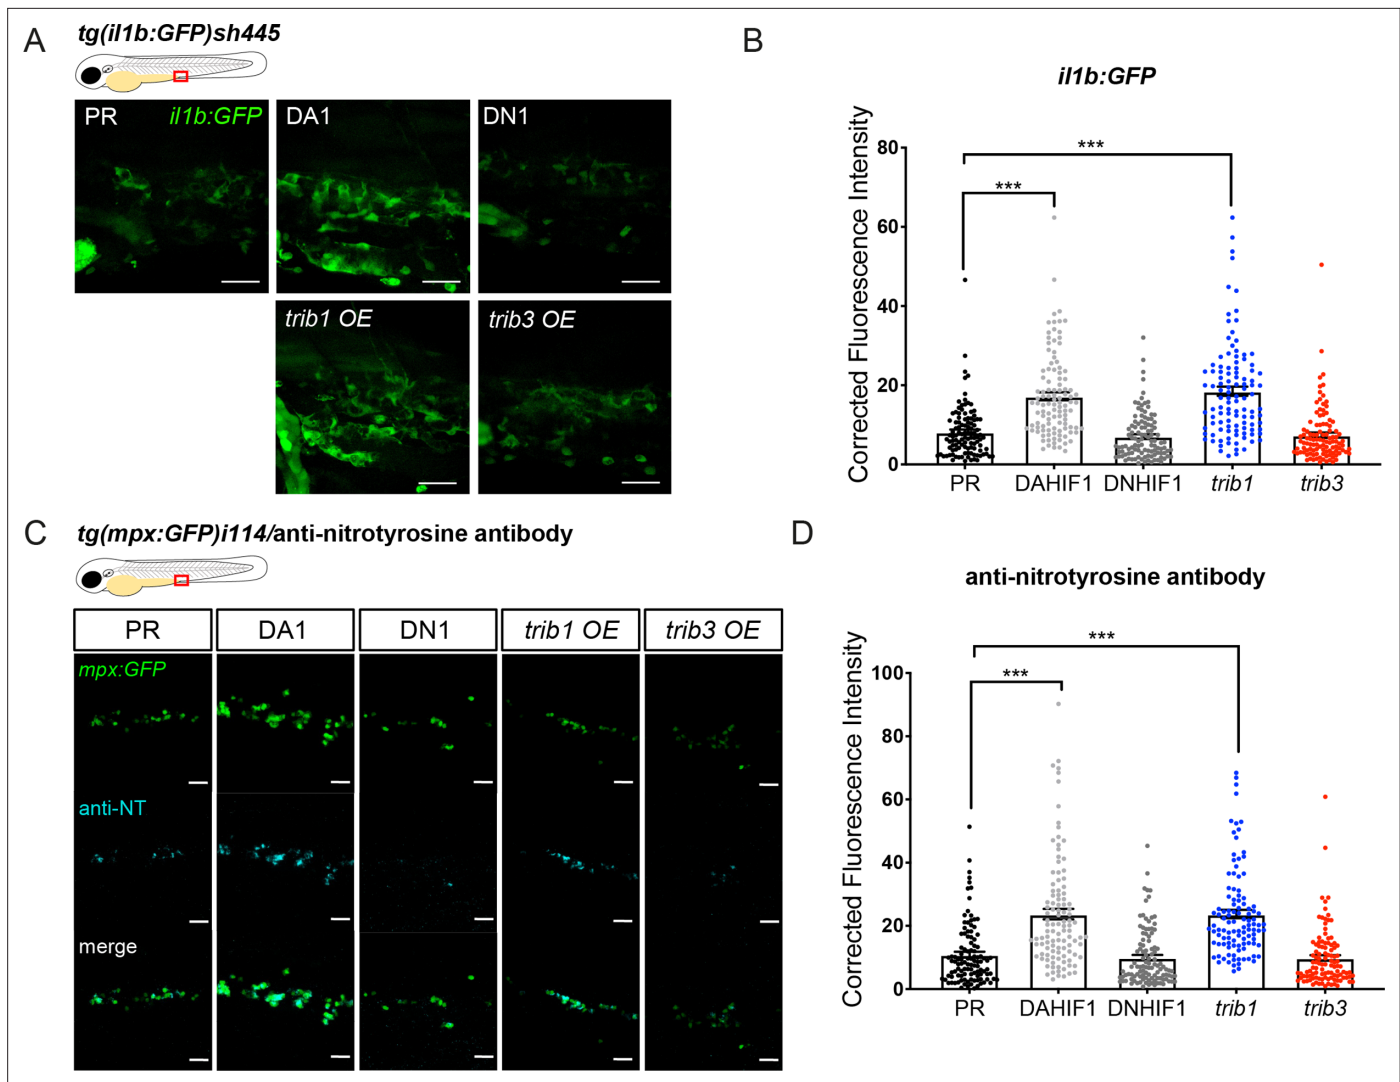 A
tg(il1b:GFP)sh445
PR
il1b:GFP
DA1
DN1
trib1 OE
trib3 OE
B
il1b:GFP
Corrected Fluorescence Intensity
80
60
40
20
0
***
***
PR
DAHIF1
DNHIF1
trib1
trib3
C
tg(mpx:GFP)i114/anti-nitrotyrosine antibody
PR
DA1
DN1
trib1 OE
trib3 OE
mpx:GFP
anti-NT
merge
D
anti-nitrotyrosine antibody
Corrected Fluorescence Intensity
100
80
60
40
20
0
***
***
PR
DAHIF1
DNHIF1
trib1
trib3